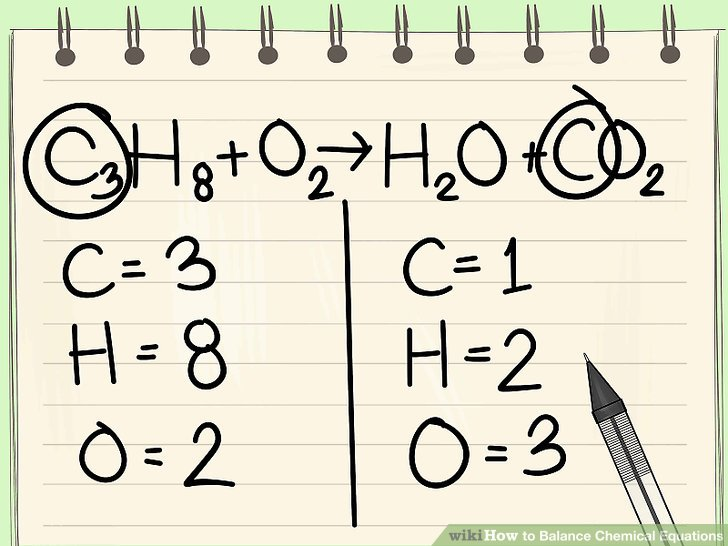 C₃H₈ + O₂ → H₂O + CO₂
C = 3
H = 8
O = 2
C = 1
H = 2
O = 3
wikiHow to Balance Chemical Equations